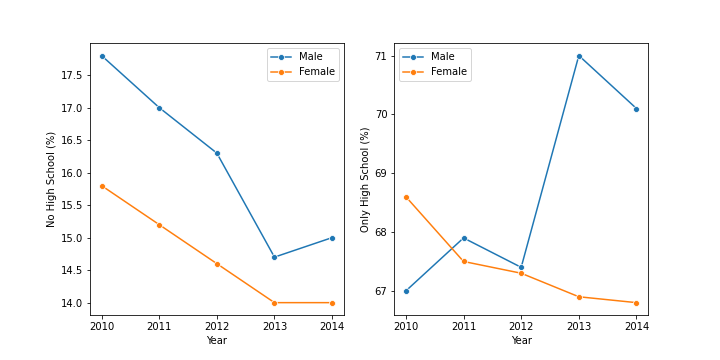 Male
Female
17.5
17.0
16.5
16.0
15.5
15.0
14.5
14.0
No High School (%)
2010 2011 2012 2013 2014
Year
Male
Female
71
70
69
68
67
Only High School (%)
2010 2011 2012 2013 2014
Year